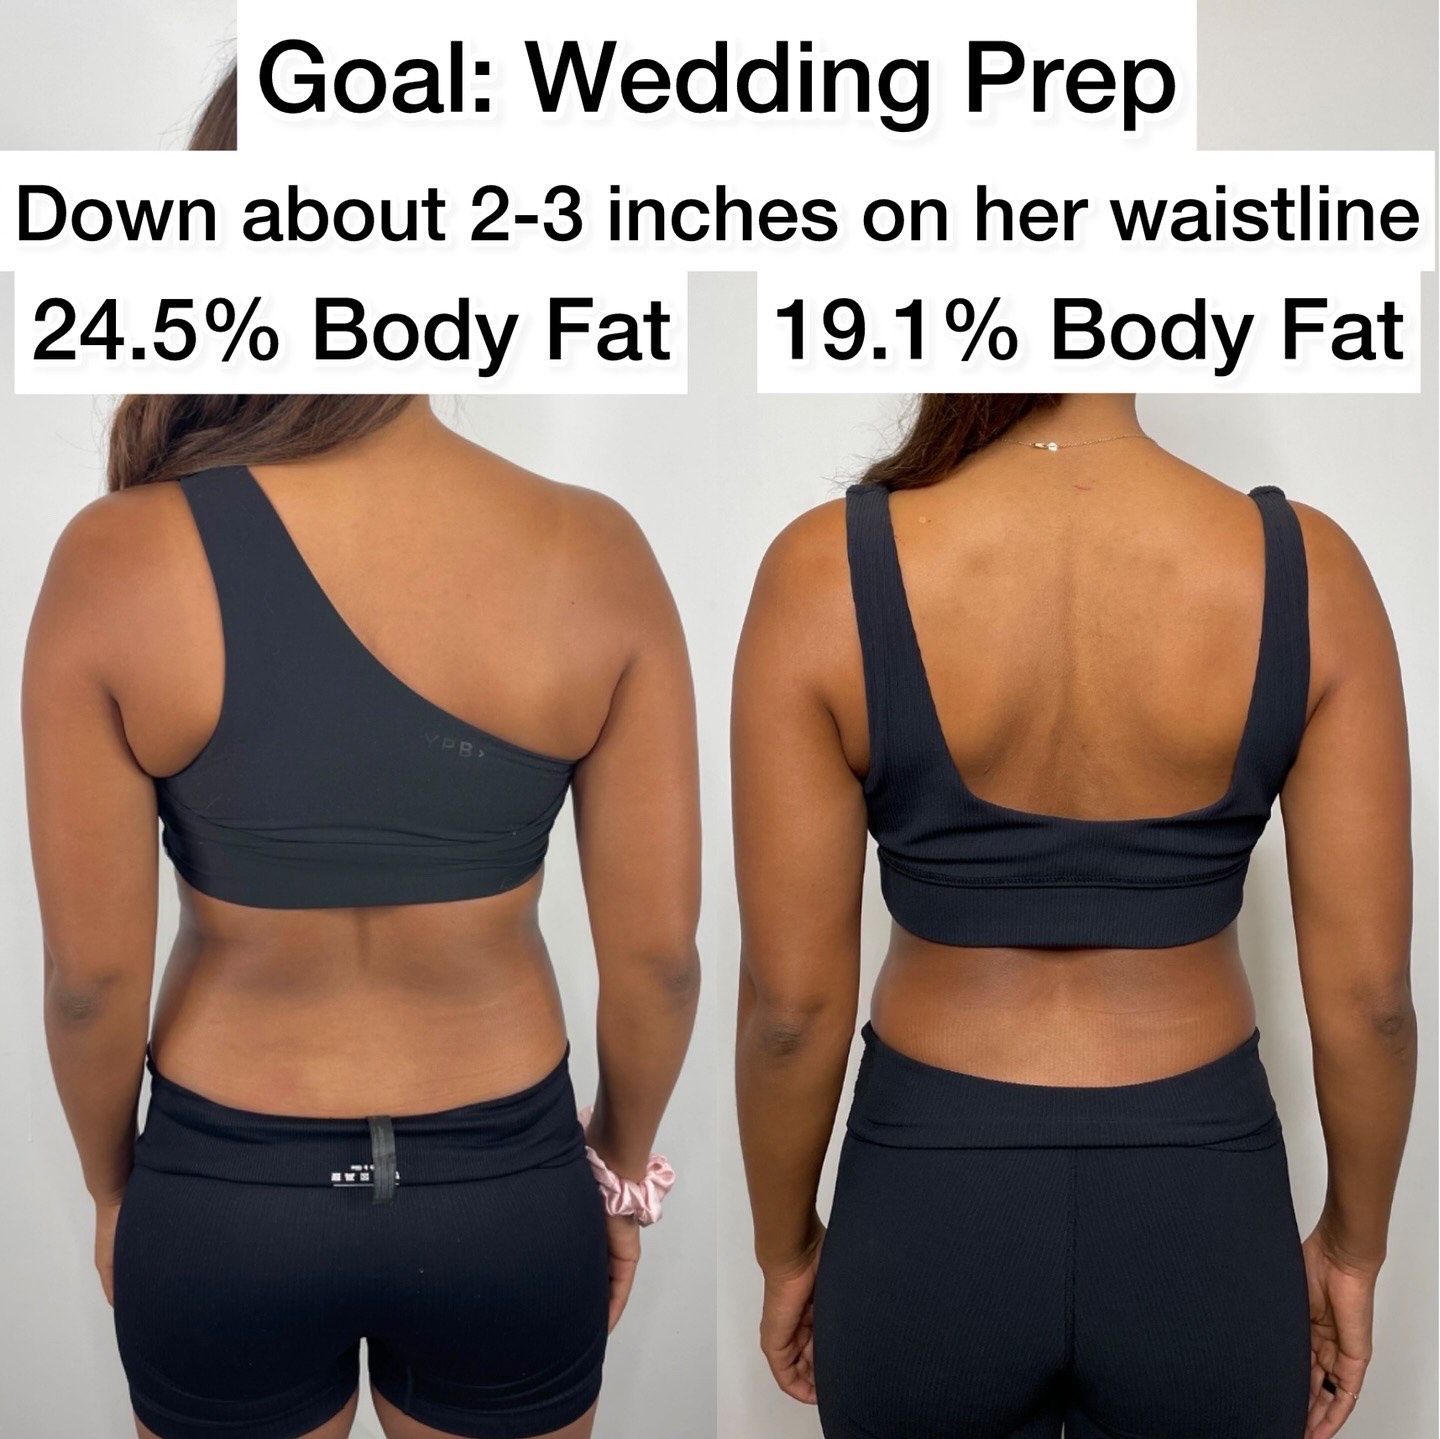 Goal: Wedding Prep
Down about 2-3 inches on her waistline
24.5% Body Fat
19.1% Body Fat
YPB